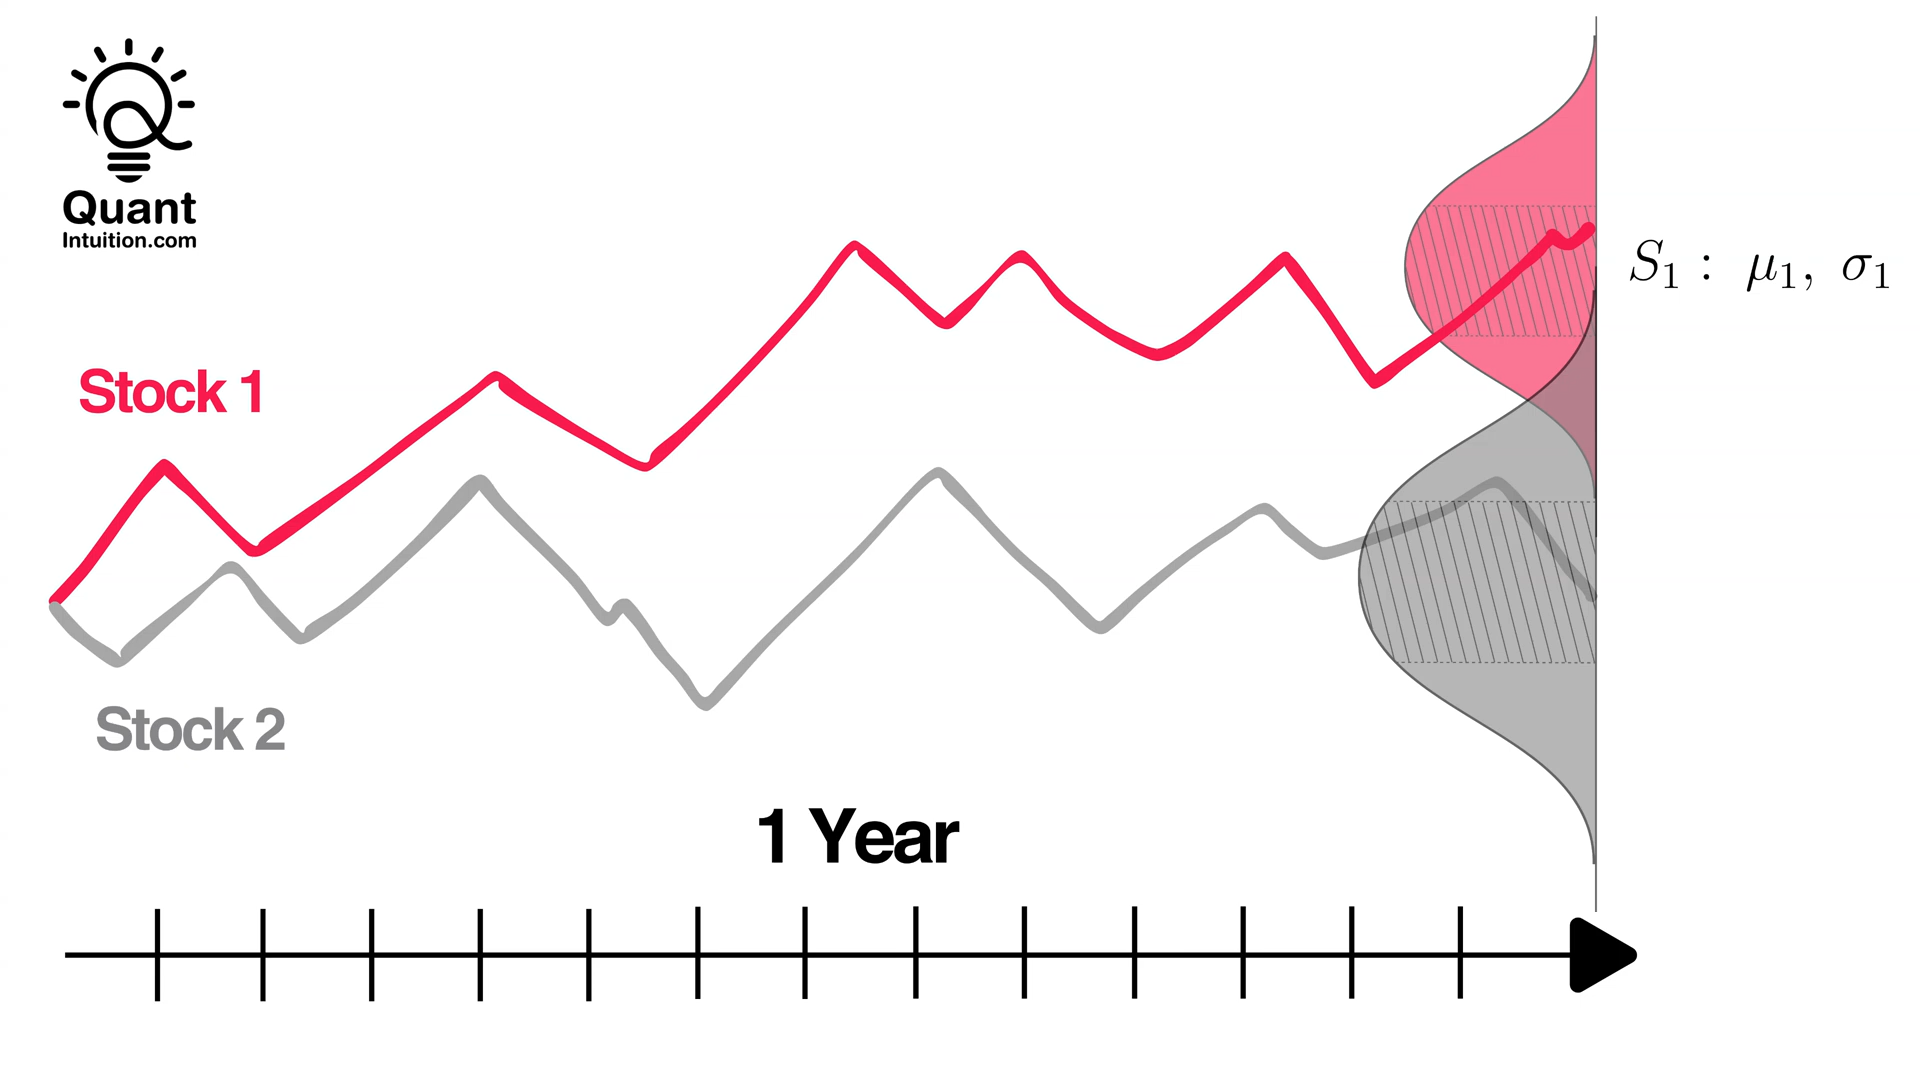 Quant
Intuition.com
S₁ : μ₁, σ₁
Stock 1
Stock 2
1 Year